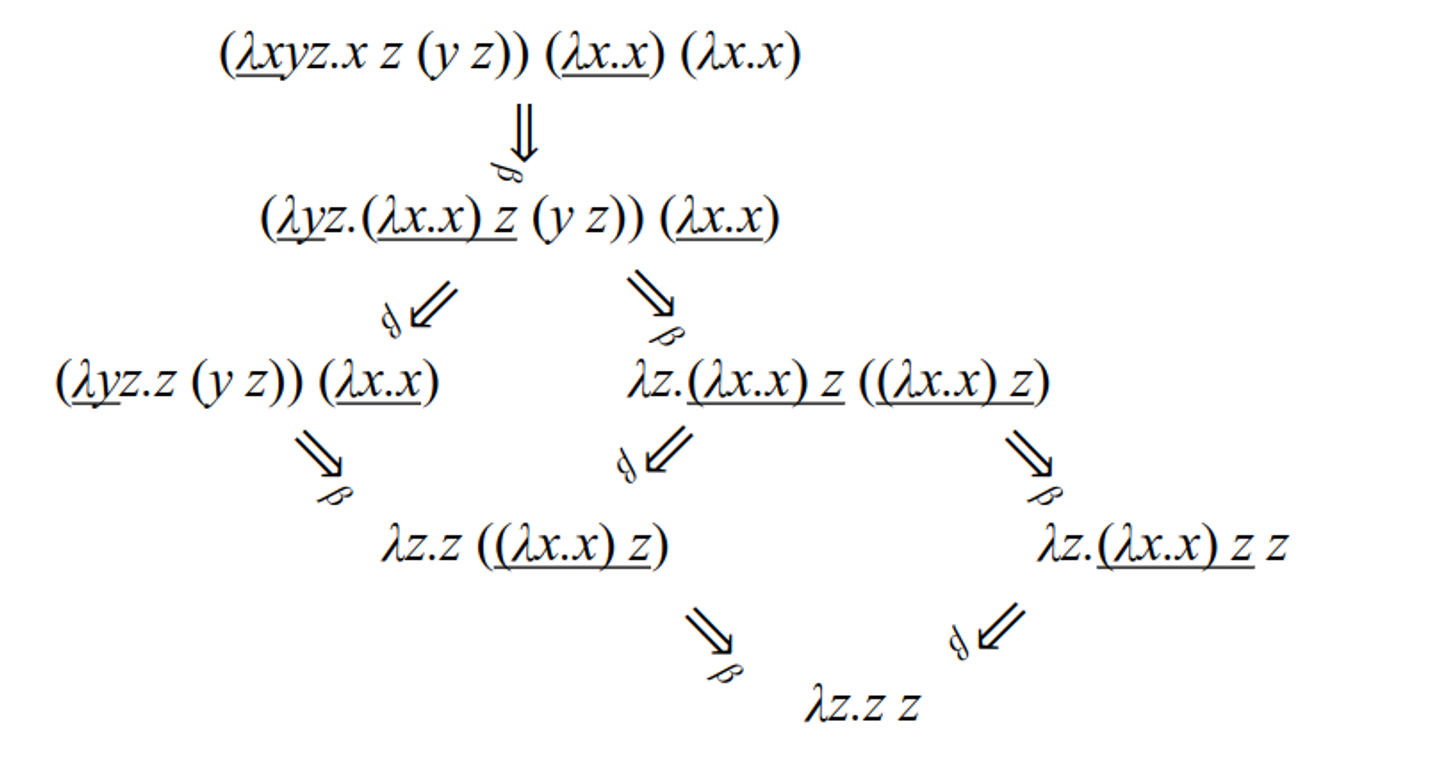 (λxyz.x z (y z)) (λx.x) (λx.x)
⇓
β
(λyz.(λx.x) z (y z)) (λx.x)
β ⇙ ⇘ β
(λyz.z (y z)) (λx.x) λz.(λx.x) z ((λx.x) z)
⇘ β β ⇙ ⇘ β
λz.z ((λx.x) z) λz.(λx.x) z z
⇘ β β ⇙
λz.z z